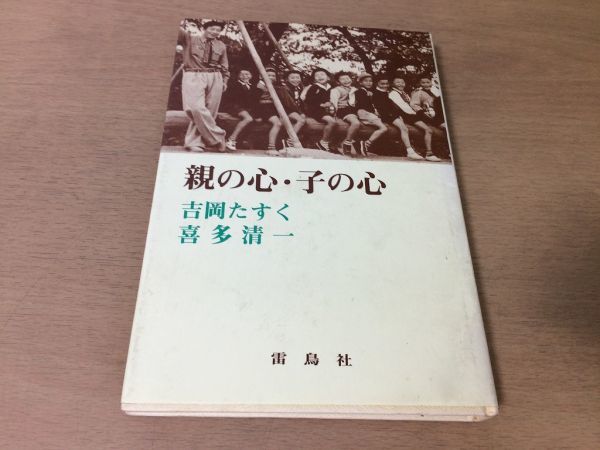 親の心・子の心
吉岡たすく
喜多清一
雷鳥社